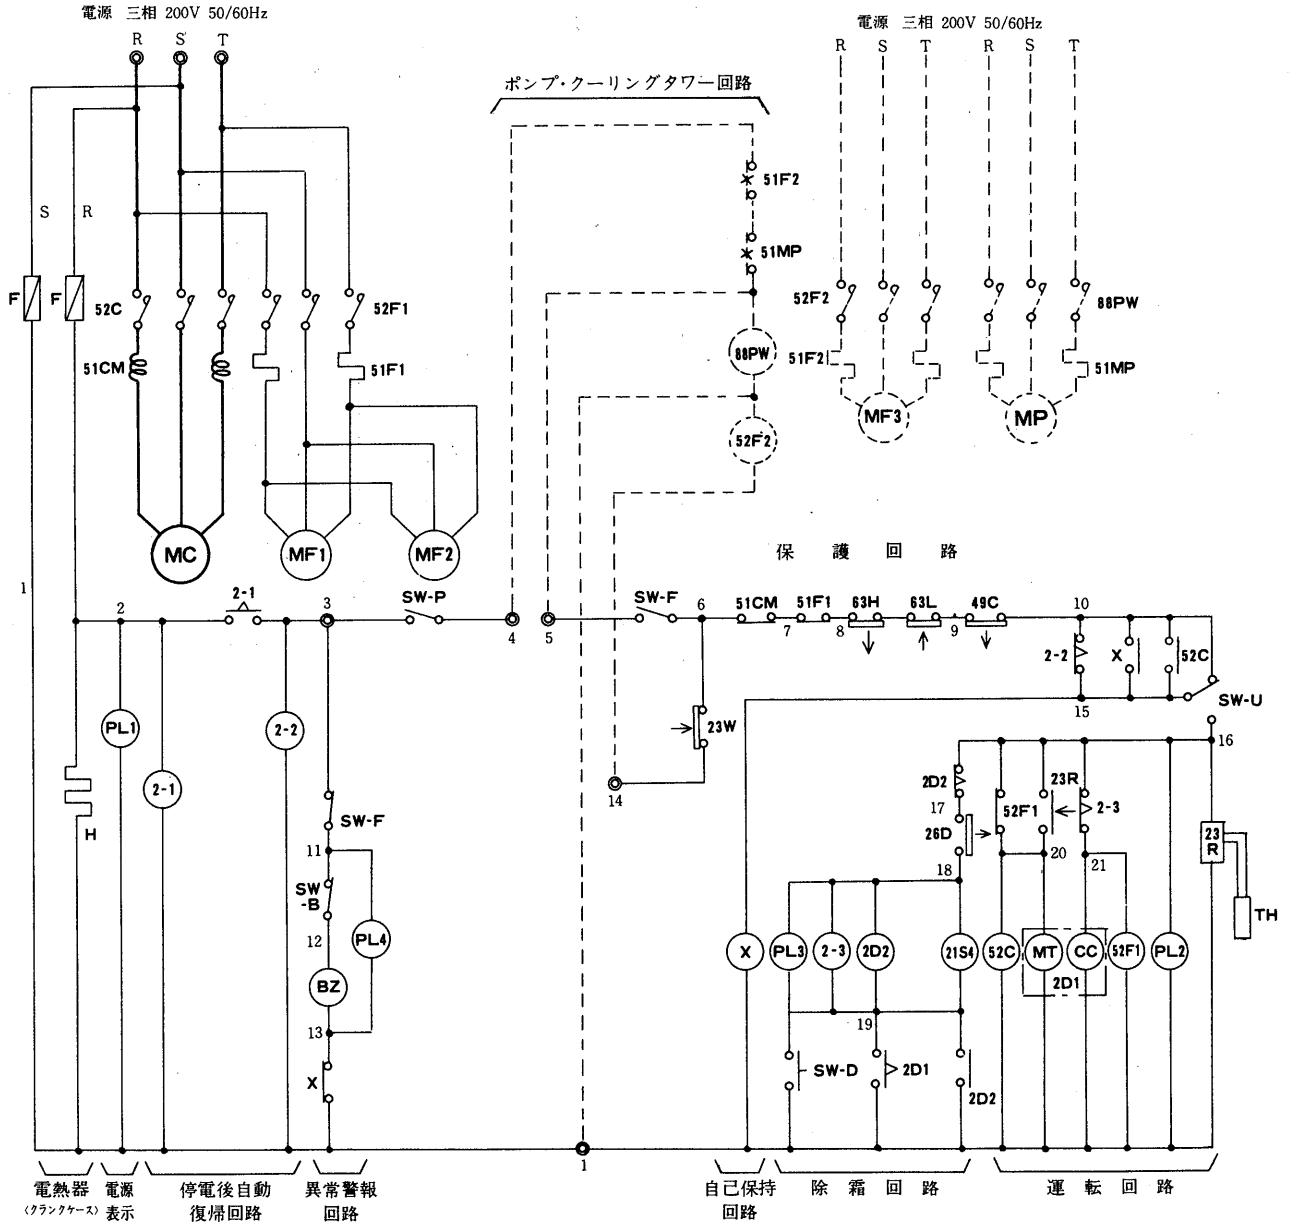 電源 三相 200V 50/60Hz
R S T
電源 三相 200V 50/60Hz
R S T R S T
ポンプ・クーリングタワー回路
51F2
51MP
S R
F F
52C
52F1
51CM
51F1
52F2
88PW
51F2
51MP
88PW
52F2
MF3
MP
MC
MF1
MF2
保護回路
1
2
2-1
3
SW-P
4
5
SW-F
6
51CM
7
51F1
8
63H
63L
9
49C
10
2-2
X
52C
15
SW-U
16
23W
14
PL1
2-1
2-2
H
SW-F
11
SW
-B
12
PL4
BZ
13
X
2D2
17
26D
18
52F1
23R
20
2-3
21
23
R
TH
X
PL3
2-3
2D2
21S4
52C
MT
CC
2D1
52F1
PL2
19
SW-D
2D1
2D2
1
電熱器
(クランクケース)
電源
表示
停電後自動
復帰回路
異常警報
回路
自己保持
回路
除霜回路
運転回路